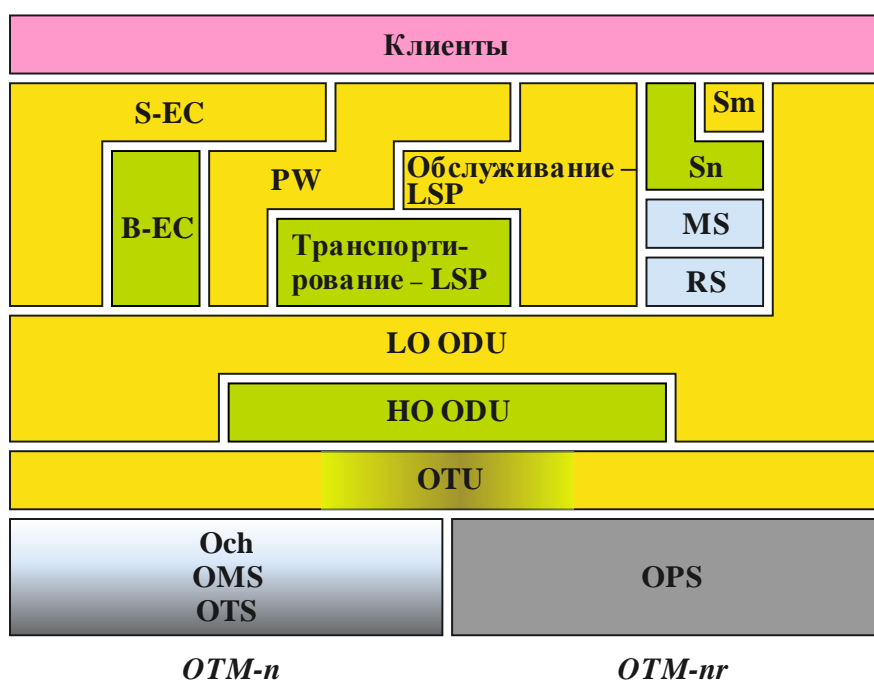 Клиенты
S-EC
Sm
PW
Обслуживание –
LSP
Sn
B-EC
MS
Транспорти-
рование – LSP
RS
LO ODU
HO ODU
OTU
Och
OMS
OTS
OPS
OTM-n
OTM-nr